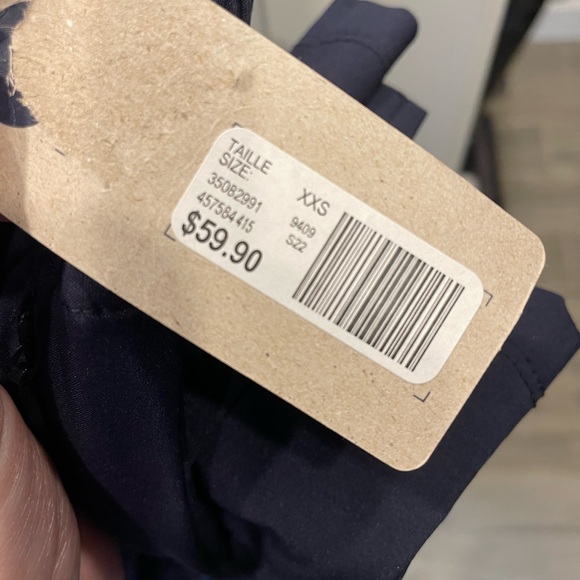 TAILLE
SIZE: XXS
35082991 9409
457584415 S22
$59.90